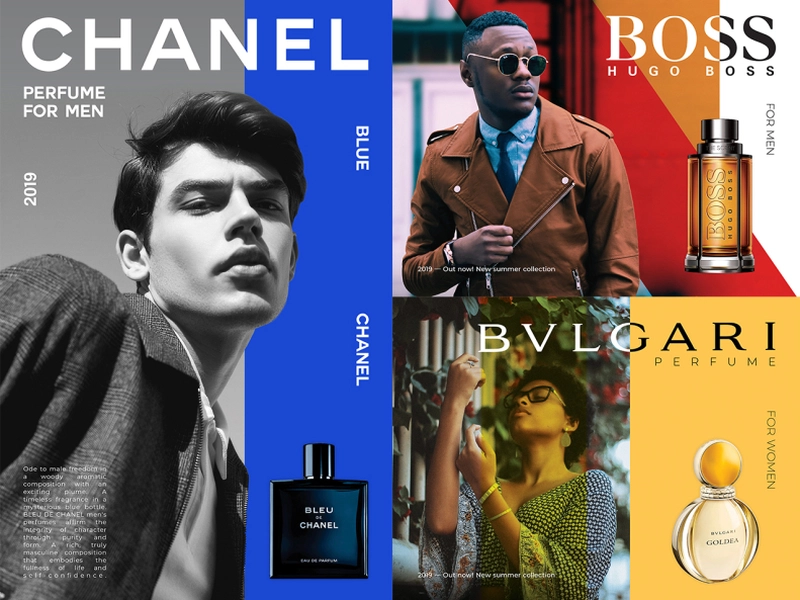 CHANEL
PERFUME
FOR MEN
2019
BLUE
CHANEL
Ode to male freedom in
a woody aromatic
composition with an
exciting plume. A
timeless fragrance in a
mysterious blue bottle.
BLEU DE CHANEL men's
perfumes affirm the
integrity of character
through purity and
form. A rich, truly
masculine composition
that embodies the
fullness of life and
self confidence.
BLEU
DE
CHANEL
EAU DE PARFUM
BOSS
HUGO BOSS
FOR MEN
BOSS
HUGO BOSS
2019 — Out now! New summer collection
BVLGARI
PERFUME
FOR WOMEN
BVLGARI
GOLDEA
2019 — Out now! New summer collection